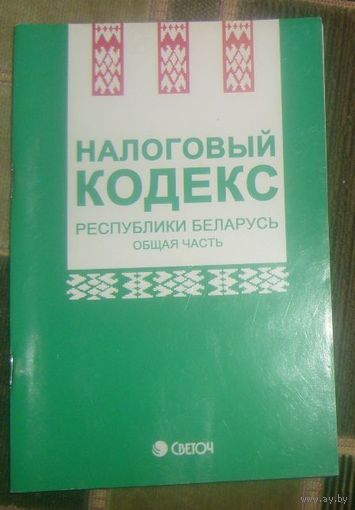 НАЛОГОВЫЙ
КОДЕКС
РЕСПУБЛИКИ БЕЛАРУСЬ
ОБЩАЯ ЧАСТЬ
СВЕТОЧ
www.ay.by